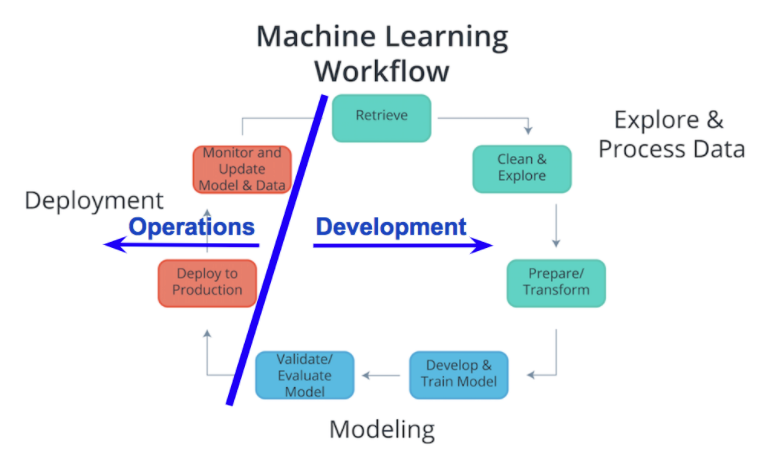 Machine Learning
Workflow
Retrieve
Explore &
Process Data
Clean &
Explore
Monitor and
Update
Model & Data
Deployment
Operations
Development
Deploy to
Production
Prepare/
Transform
Validate/
Evaluate
Model
Develop &
Train Model
Modeling